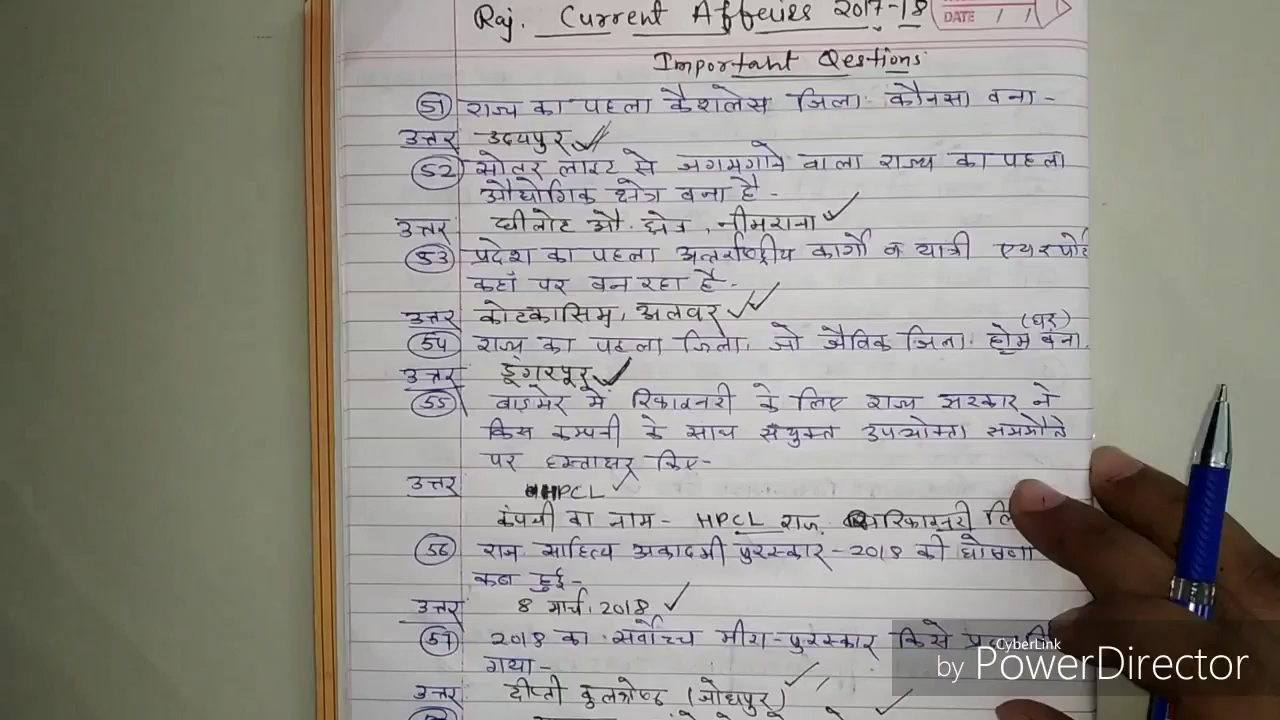 Raj. Current Affeires 2017-18
DATE / /
Important Qestions
51 राज्य का पहला कैशलेस जिला कौनसा बना -
उत्तर उदयपुर
52 सोलर लाइट से जगमगाने वाला राज्य का पहला
औद्योगिक क्षेत्र बना है -
उत्तर घीलोट औ. क्षेत्र, नीमराना
53 प्रदेश का पहला अन्तर्राष्ट्रीय कार्गो व यात्री एयरपोर्ट
कहाँ पर बन रहा है -
उत्तर कोटकासिम, अलवर
(घर)
54 राज्य का पहला जिला, जो जैविक जिला होम बना.
उत्तर डूंगरपूर
55 बाड़मेर में रिफाइनरी के लिए राज्य सरकार ने
किस कम्पनी के साथ संयुक्त उपयोक्ता समझौते
पर हस्ताक्षर किए -
उत्तर HPCL
कंपनी का नाम - HPCL राज. रिफाइनरी लि
56 राज. साहित्य अकादमी पुरस्कार - 2018 की घोषणा
कब हुई -
उत्तर 8 मार्च, 2018
57 2018 का सर्वोच्च मीरा-पुरस्कार किसे
गया -
उत्तर दीप्ती कुलश्रेष्ठ (जोधपुर)
CyberLink
by PowerDirector